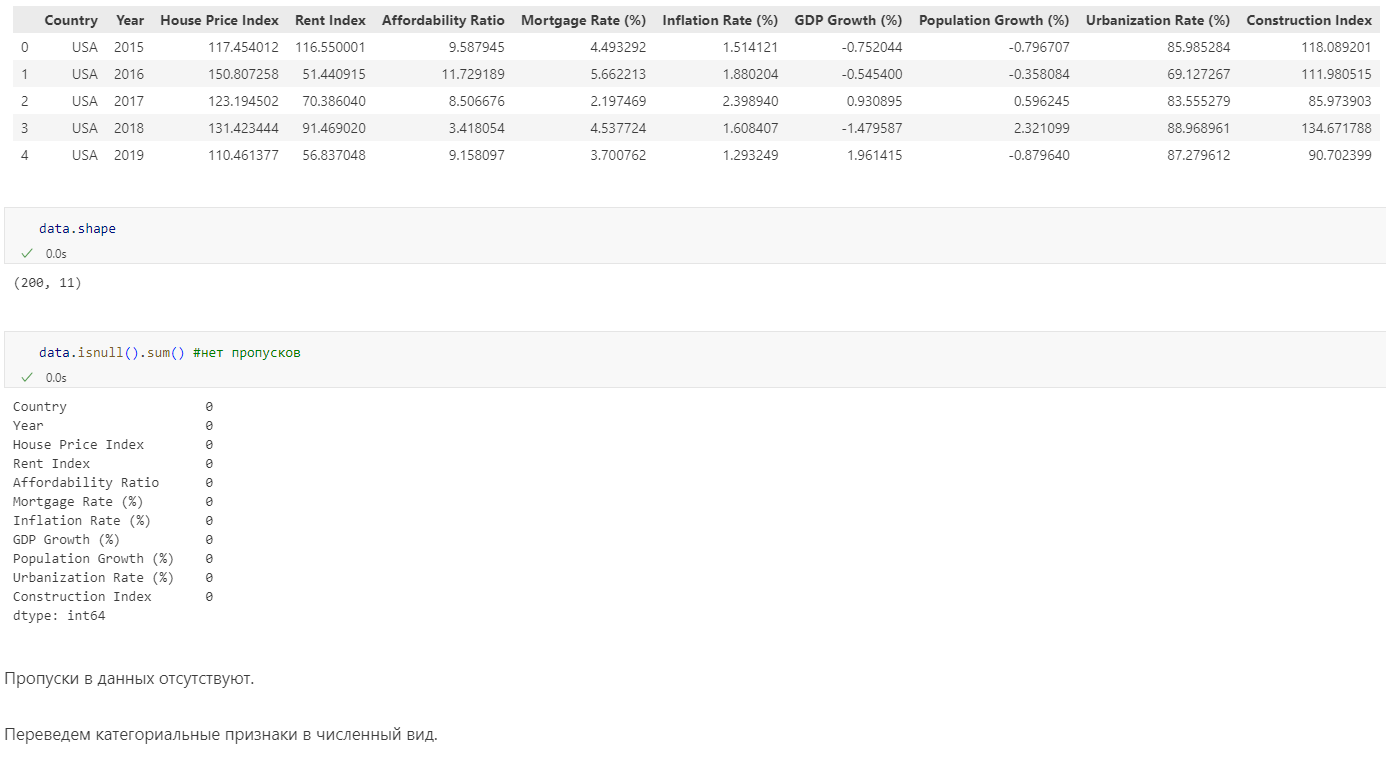 Country Year House Price Index Rent Index Affordability Ratio Mortgage Rate (%) Inflation Rate (%) GDP Growth (%) Population Growth (%) Urbanization Rate (%) Construction Index
0 USA 2015 117.454012 116.550001 9.587945 4.493292 1.514121 -0.752044 -0.796707 85.985284 118.089201
1 USA 2016 150.807258 51.440915 11.729189 5.662213 1.880204 -0.545400 -0.358084 69.127267 111.980515
2 USA 2017 123.194502 70.386040 8.506676 2.197469 2.398940 0.930895 0.596245 83.555279 85.973903
3 USA 2018 131.423444 91.469020 3.418054 4.537724 1.608407 -1.479587 2.321099 88.968961 134.671788
4 USA 2019 110.461377 56.837048 9.158097 3.700762 1.293249 1.961415 -0.879640 87.279612 90.702399
data.shape
0.0s
(200, 11)
data.isnull().sum() #нет пропусков
0.0s
Country 0
Year 0
House Price Index 0
Rent Index 0
Affordability Ratio 0
Mortgage Rate (%) 0
Inflation Rate (%) 0
GDP Growth (%) 0
Population Growth (%) 0
Urbanization Rate (%) 0
Construction Index 0
dtype: int64
Пропуски в данных отсутствуют.
Переведем категориальные признаки в численный вид.